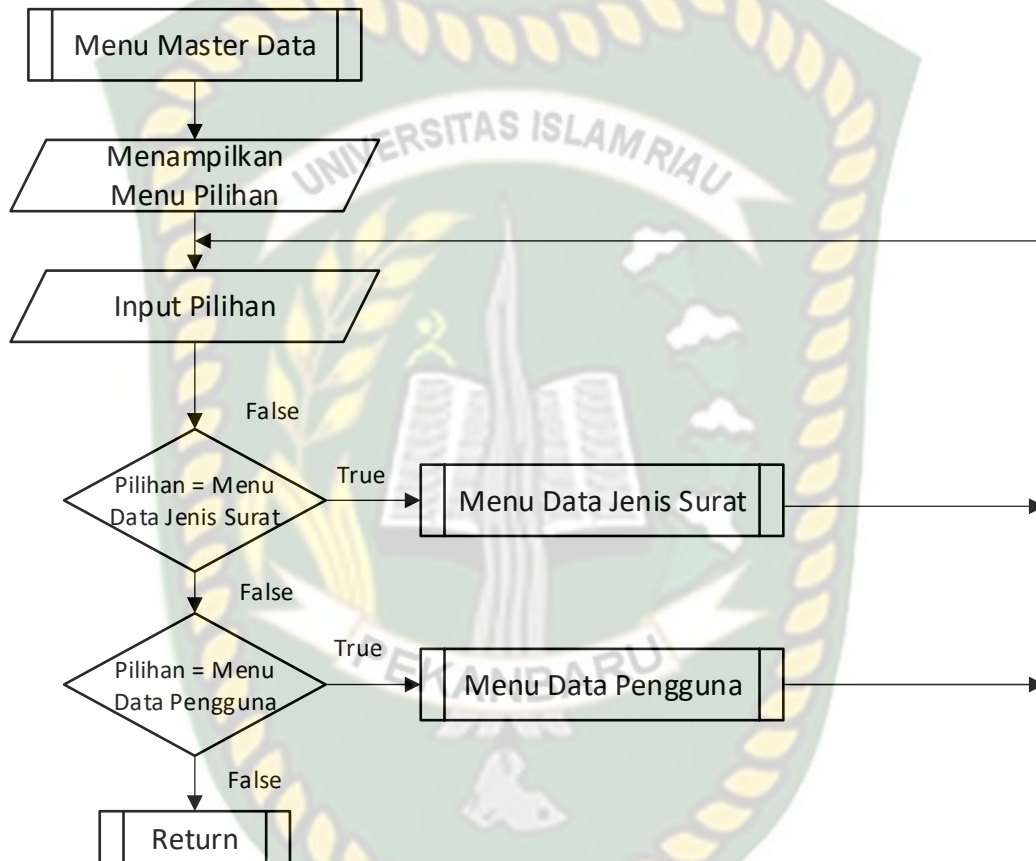 Menu Master Data
UNIVERSITAS ISLAM RIAU
Menampilkan
Menu Pilihan
Input Pilihan
False
Pilihan = Menu
Data Jenis Surat
True
Menu Data Jenis Surat
False
Pilihan = Menu
Data Pengguna
True
Menu Data Pengguna
PEKANBARU
False
Return